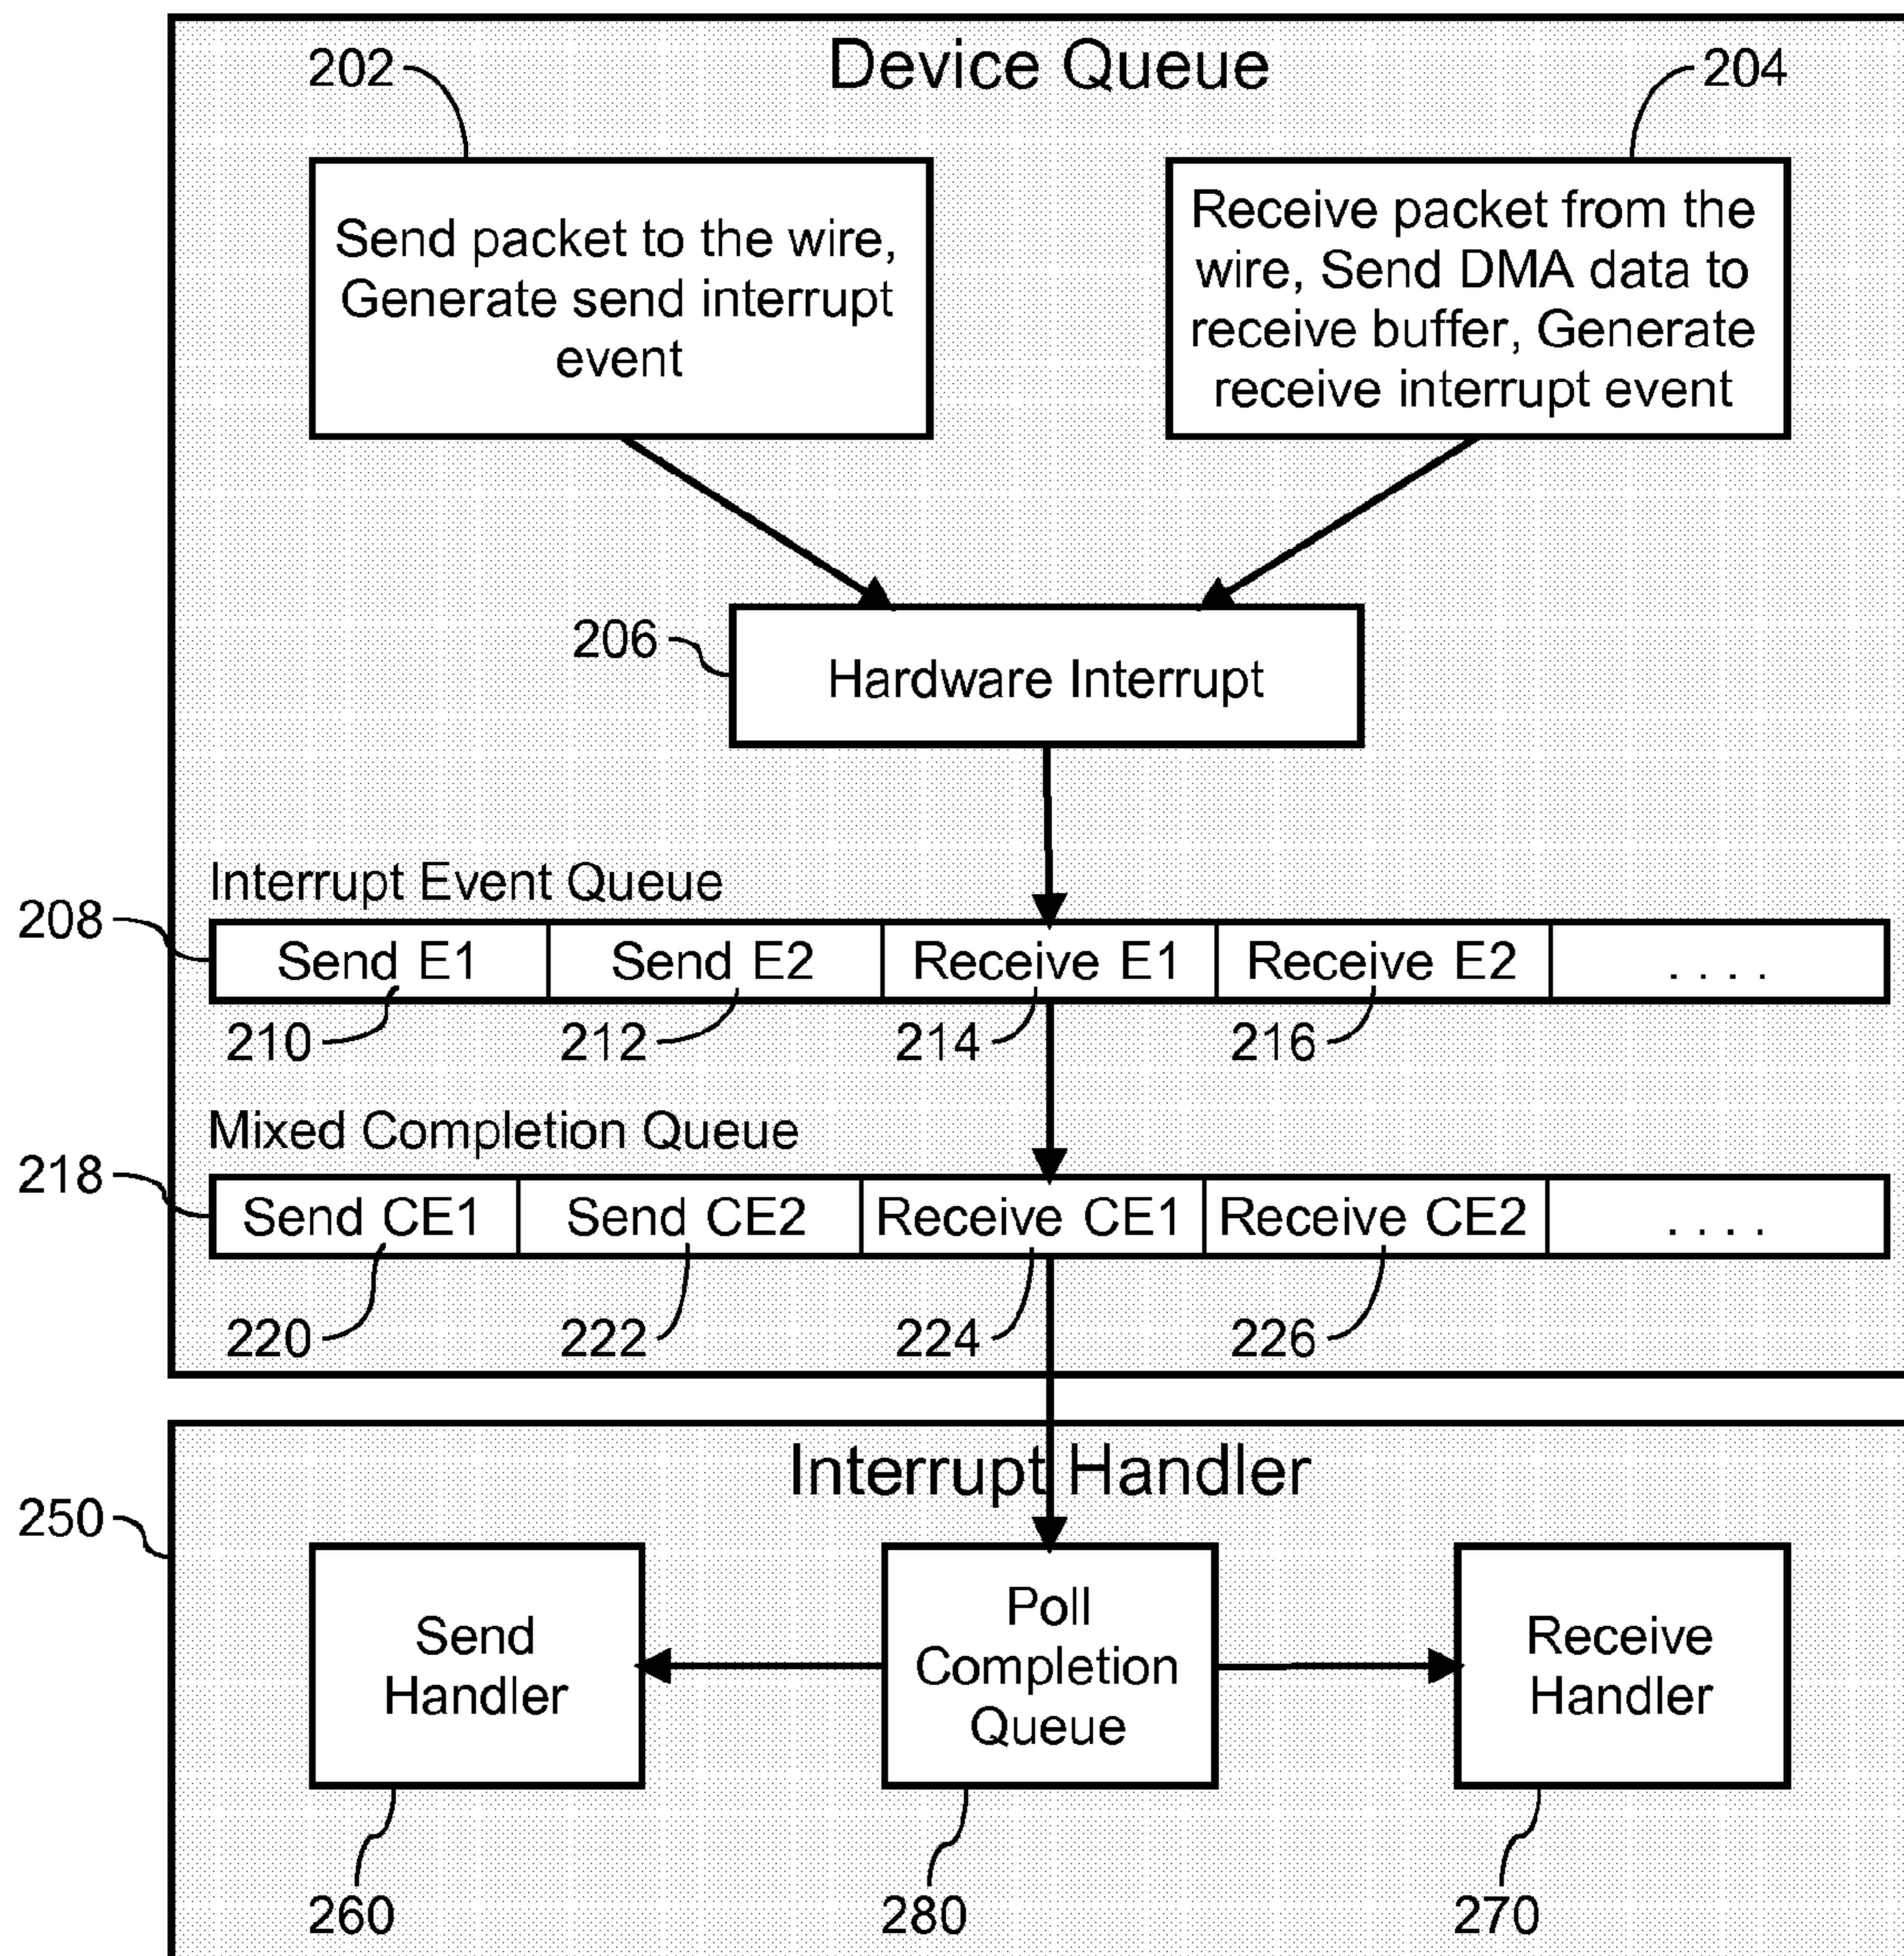 Device Queue
202
204
Send packet to the wire,
Generate send interrupt
event
Receive packet from the
wire, Send DMA data to
receive buffer, Generate
receive interrupt event
206
Hardware Interrupt
Interrupt Event Queue
208
Send E1
Send E2
Receive E1
Receive E2
. . . .
210
212
214
216
Mixed Completion Queue
218
Send CE1
Send CE2
Receive CE1
Receive CE2
. . . .
220
222
224
226
Interrupt Handler
250
Send
Handler
Poll
Completion
Queue
Receive
Handler
260
280
270